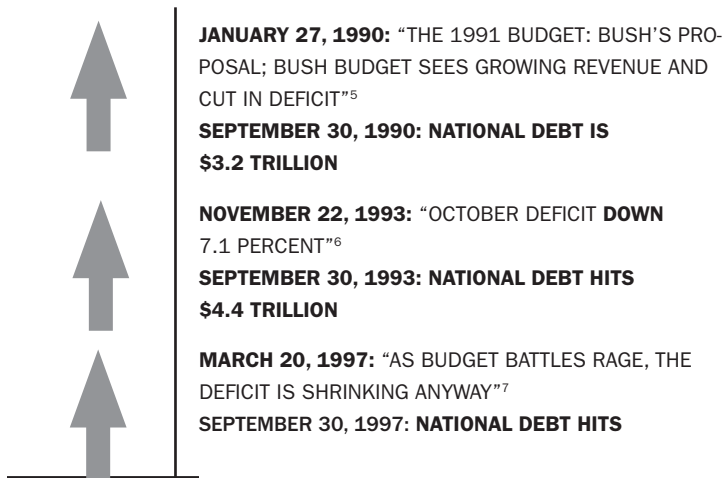 JANUARY 27, 1990: “THE 1991 BUDGET: BUSH’S PRO-
POSAL; BUSH BUDGET SEES GROWING REVENUE AND
CUT IN DEFICIT”⁵
SEPTEMBER 30, 1990: NATIONAL DEBT IS
$3.2 TRILLION
NOVEMBER 22, 1993: “OCTOBER DEFICIT DOWN
7.1 PERCENT”⁶
SEPTEMBER 30, 1993: NATIONAL DEBT HITS
$4.4 TRILLION
MARCH 20, 1997: “AS BUDGET BATTLES RAGE, THE
DEFICIT IS SHRINKING ANYWAY”⁷
SEPTEMBER 30, 1997: NATIONAL DEBT HITS